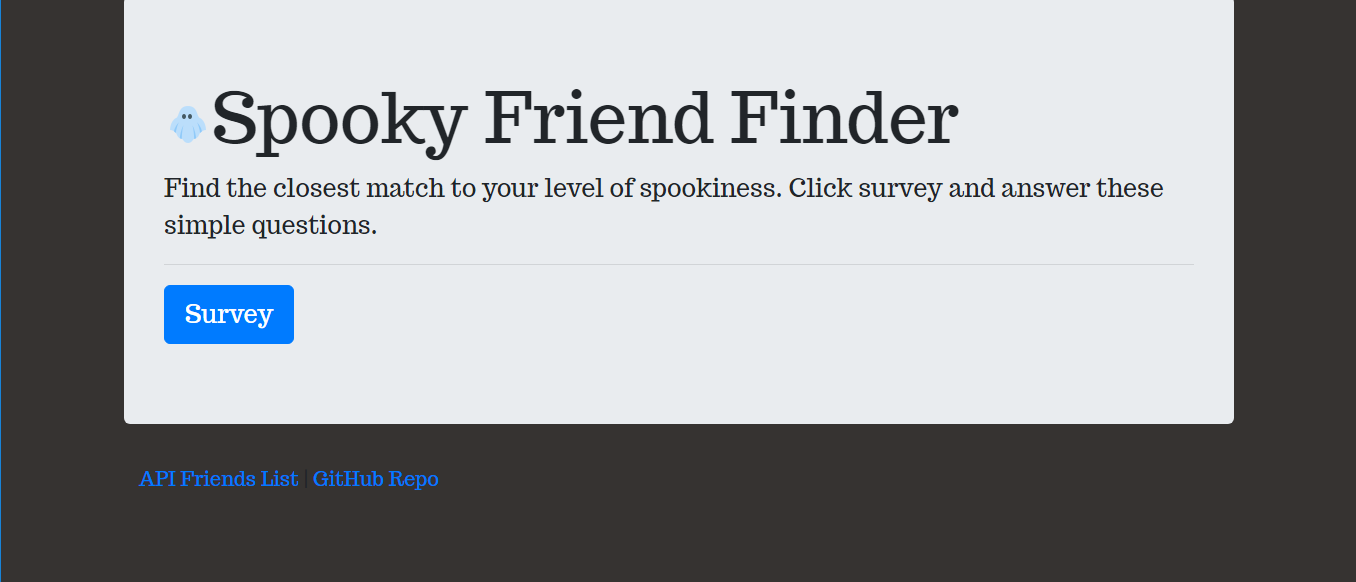 Spooky Friend Finder
Find the closest match to your level of spookiness. Click survey and answer these
simple questions.
Survey
API Friends List | GitHub Repo